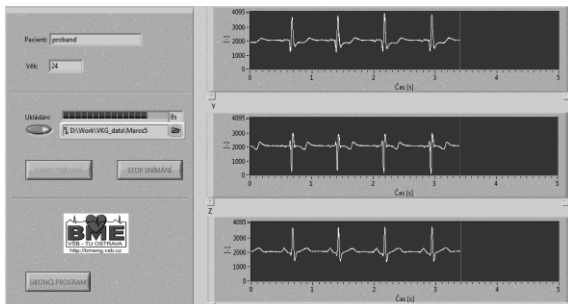 Pacient: proband
Věk: 24
Ukládání
8s
D:\Work\VKG_data\Maros5
STOP SNÍMÁNÍ
BME
VŠB - TU OSTRAVA
http://bmeng.vsb.cz
UKONČI PROGRAM
4095
3000
2000
1000
0
[-]
0 1 2 3 4 5
Čas [s]
Y
4095
3000
2000
1000
0
[-]
0 1 2 3 4 5
Čas [s]
Z
4095
3000
2000
1000
0
[-]
0 1 2 3 4 5
Čas [s]